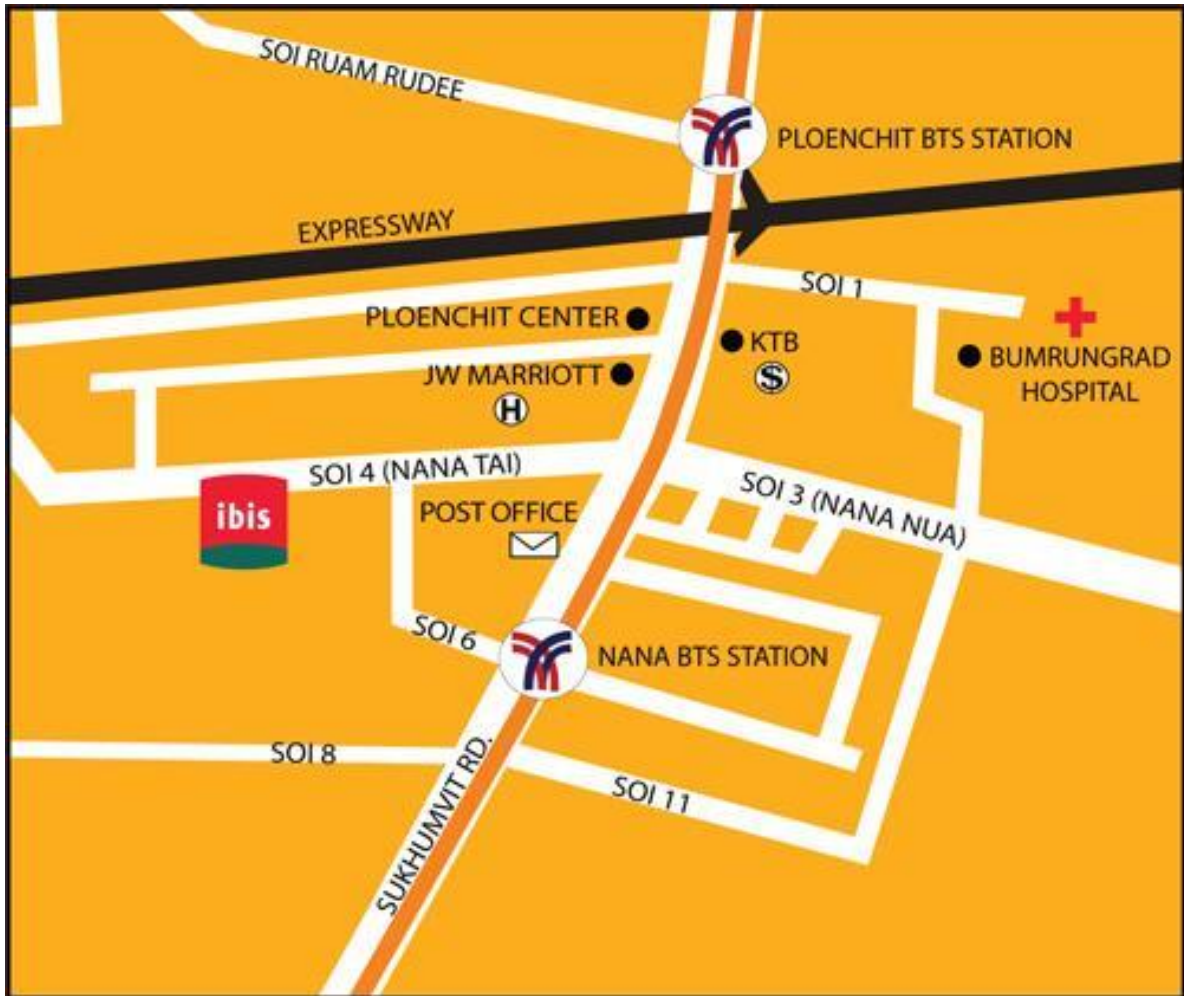 SOI RUAM RUDEE
PLOENCHIT BTS STATION
EXPRESSWAY
SOI 1
PLOENCHIT CENTER
KTB
S
BUMRUNGRAD
HOSPITAL
JW MARRIOTT
H
SOI 4 (NANA TAI)
SOI 3 (NANA NUA)
ibis
POST OFFICE
SOI 6
NANA BTS STATION
SOI 8
SUKHUMVIT RD.
SOI 11